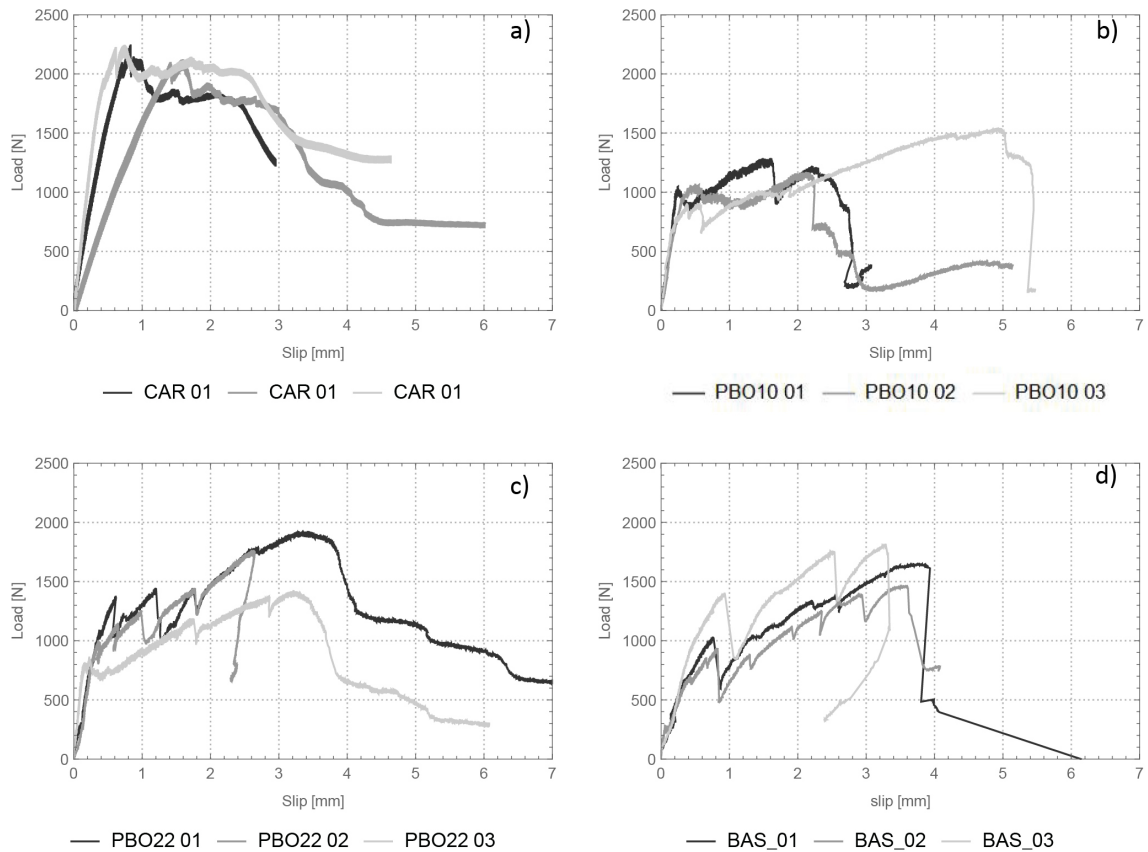 a)
2500
2000
1500
1000
500
0
Load [N]
0 1 2 3 4 5 6 7
Slip [mm]
CAR 01 CAR 01 CAR 01
b)
2500
2000
1500
1000
500
0
Load [N]
0 1 2 3 4 5 6 7
Slip [mm]
PBO10 01 PBO10 02 PBO10 03
c)
2500
2000
1500
1000
500
0
Load [N]
0 1 2 3 4 5 6 7
Slip [mm]
PBO22 01 PBO22 02 PBO22 03
d)
2500
2000
1500
1000
500
0
Load [N]
0 1 2 3 4 5 6 7
slip [mm]
BAS_01 BAS_02 BAS_03